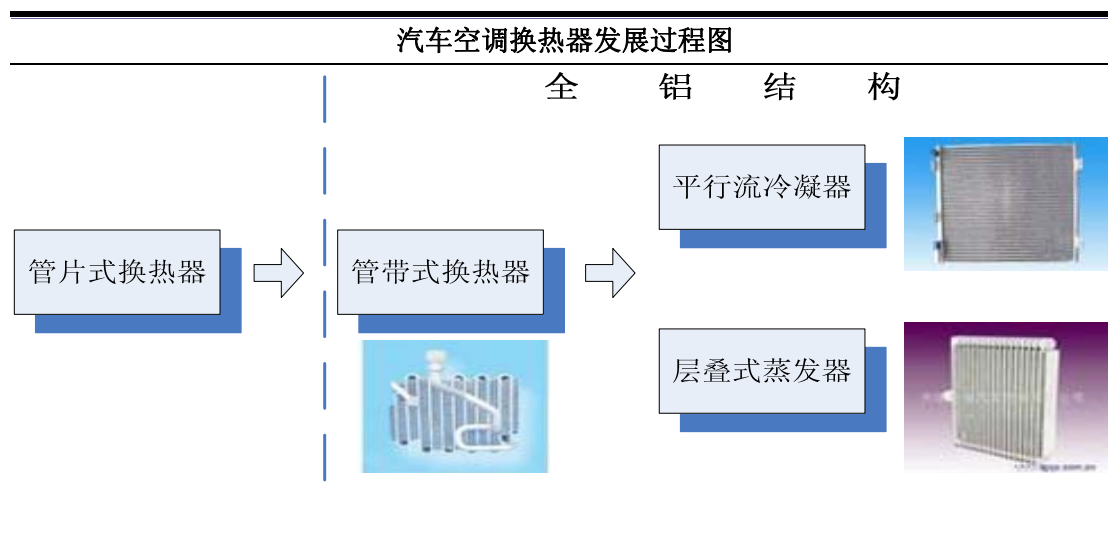 汽车空调换热器发展过程图
全铝结构
平行流冷凝器
管片式换热器
管带式换热器
层叠式蒸发器